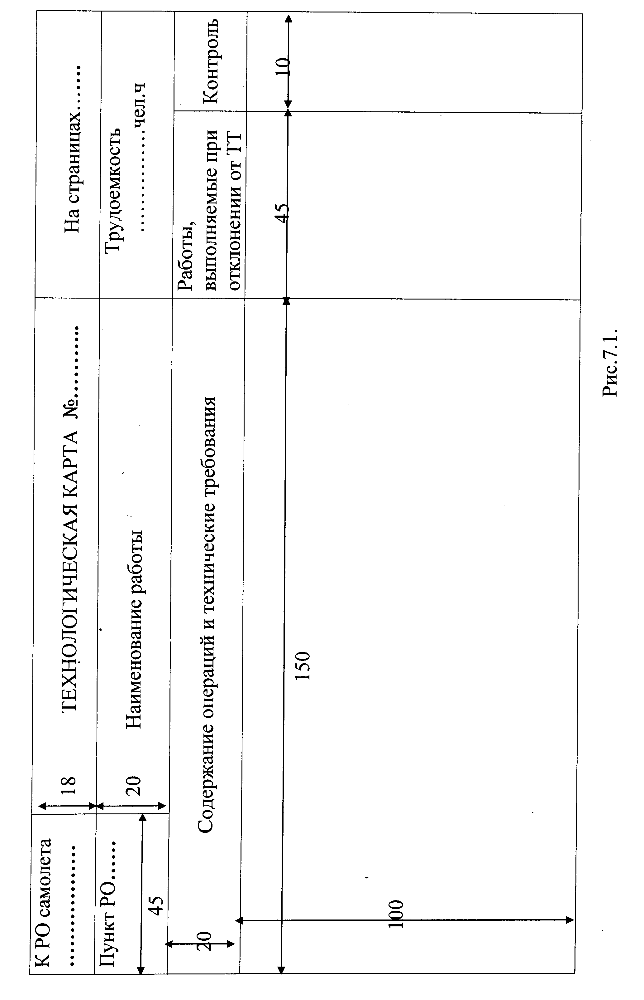 К РО самолета
....................
18
ТЕХНОЛОГИЧЕСКАЯ КАРТА №............
На страницах.......
Пункт РО......
45
20
Наименование работы
Трудоемкость
................чел.ч
20
Содержание операций и технические требования
Работы,
выполняемые при
отклонении от ТТ
Контроль
150
45
10
100
Рис.7.1.